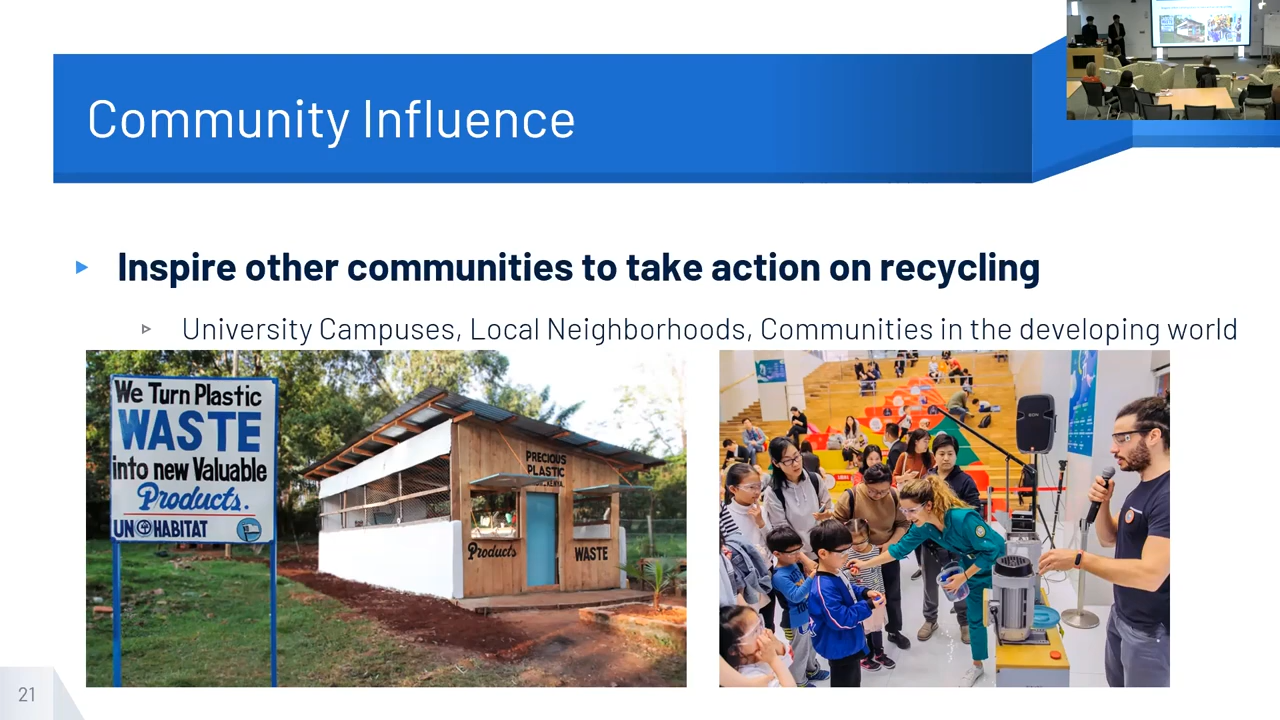 Community Influence
Inspire other communities to take action on recycling
University Campuses, Local Neighborhoods, Communities in the developing world
We Turn Plastic
WASTE
into new Valuable
Products.
UN HABITAT
PRECIOUS
PLASTIC
KENYA.
Products
WASTE
21